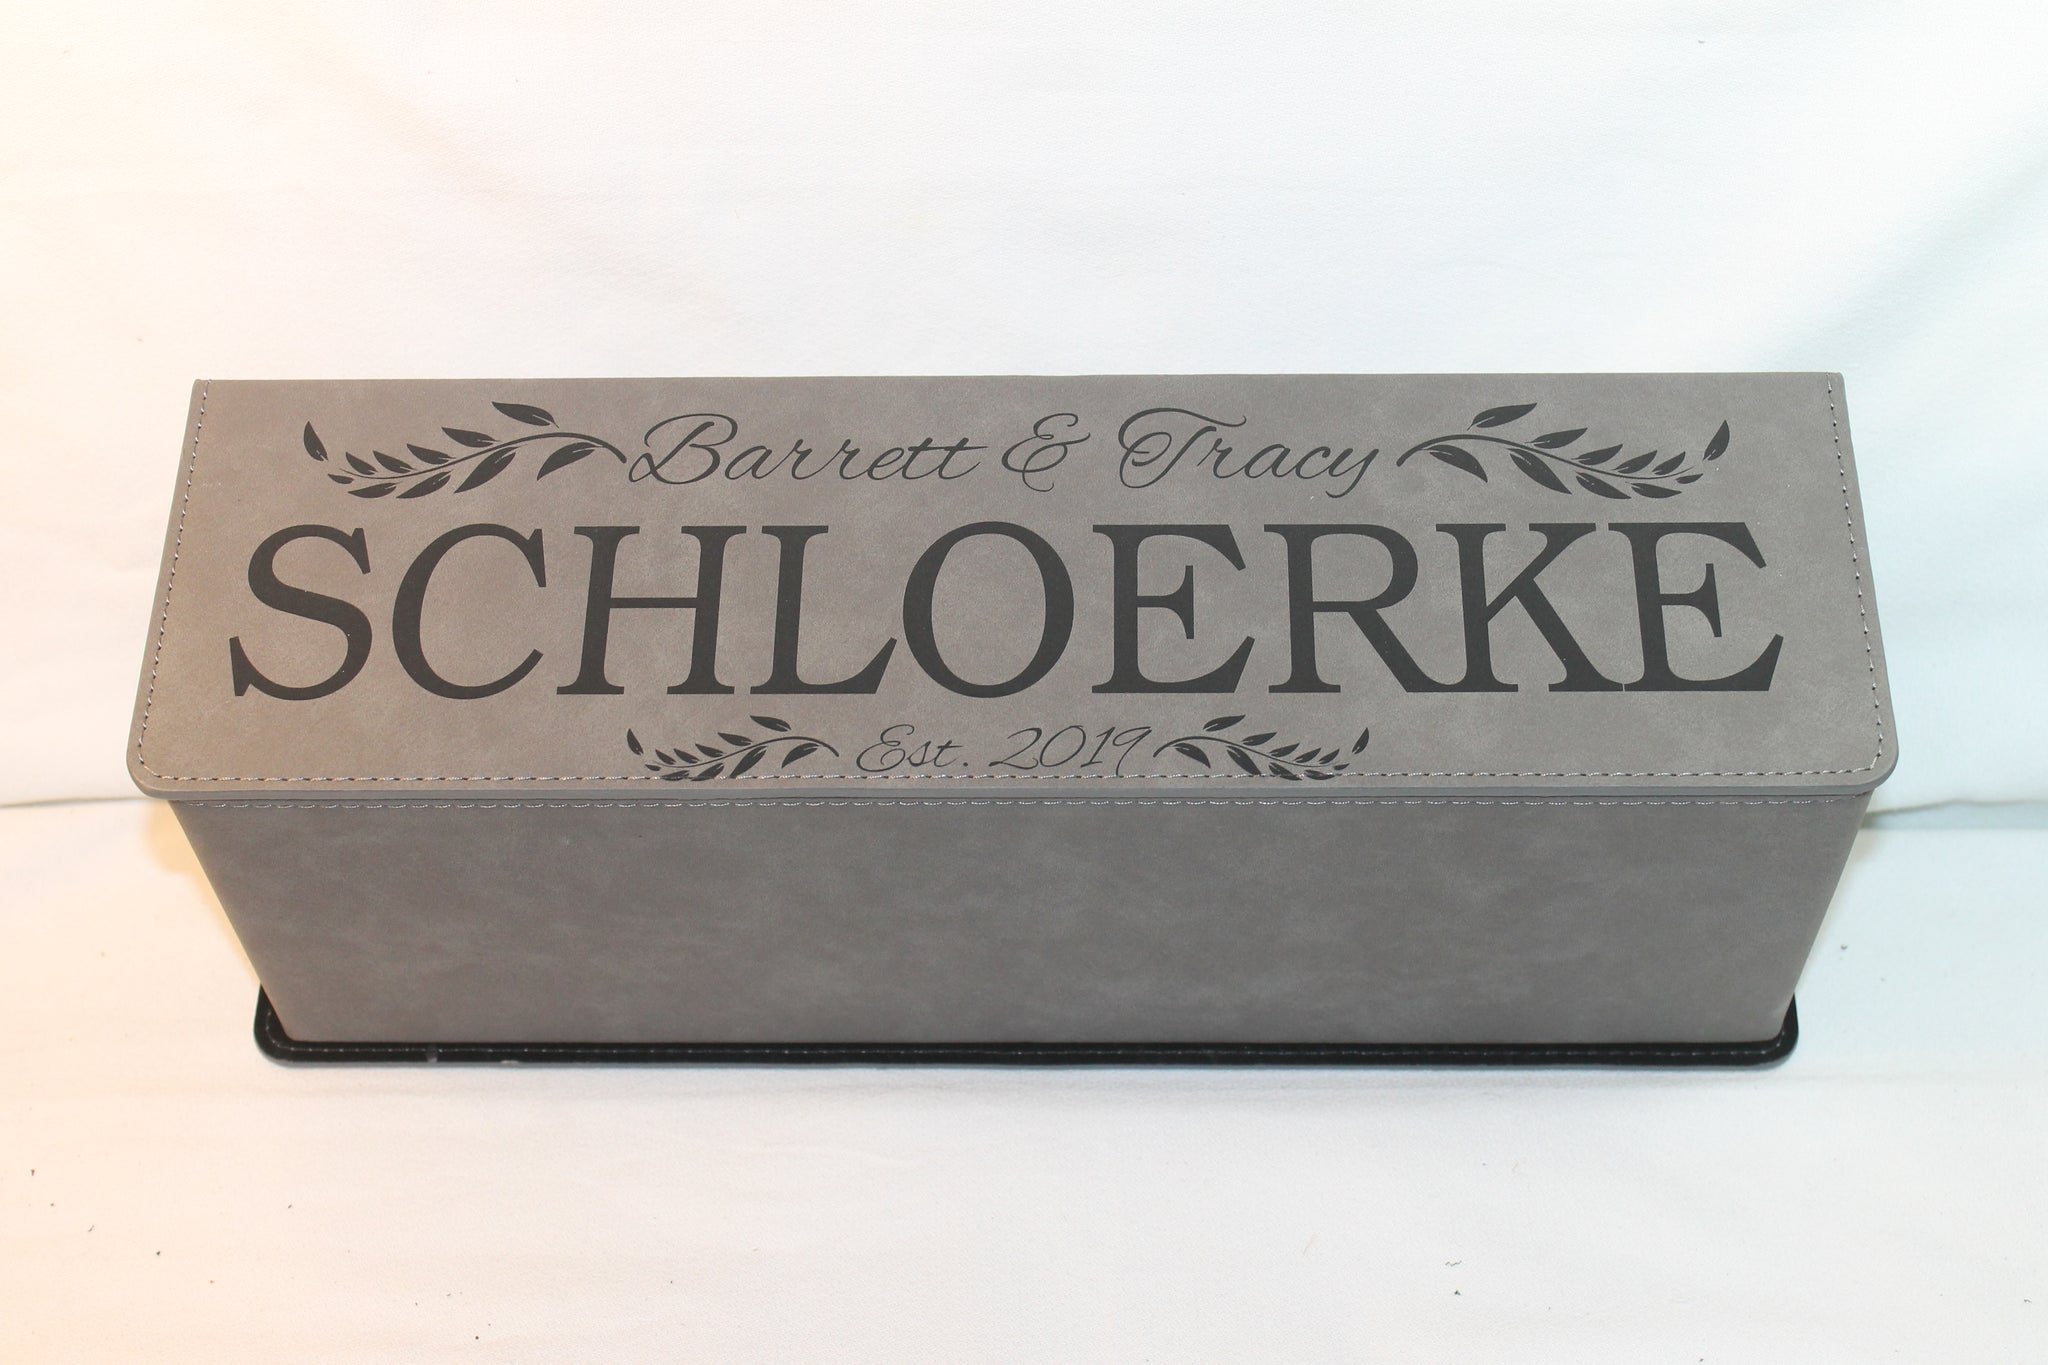 Barrett & Tracy
SCHLOERKE
Est. 2019